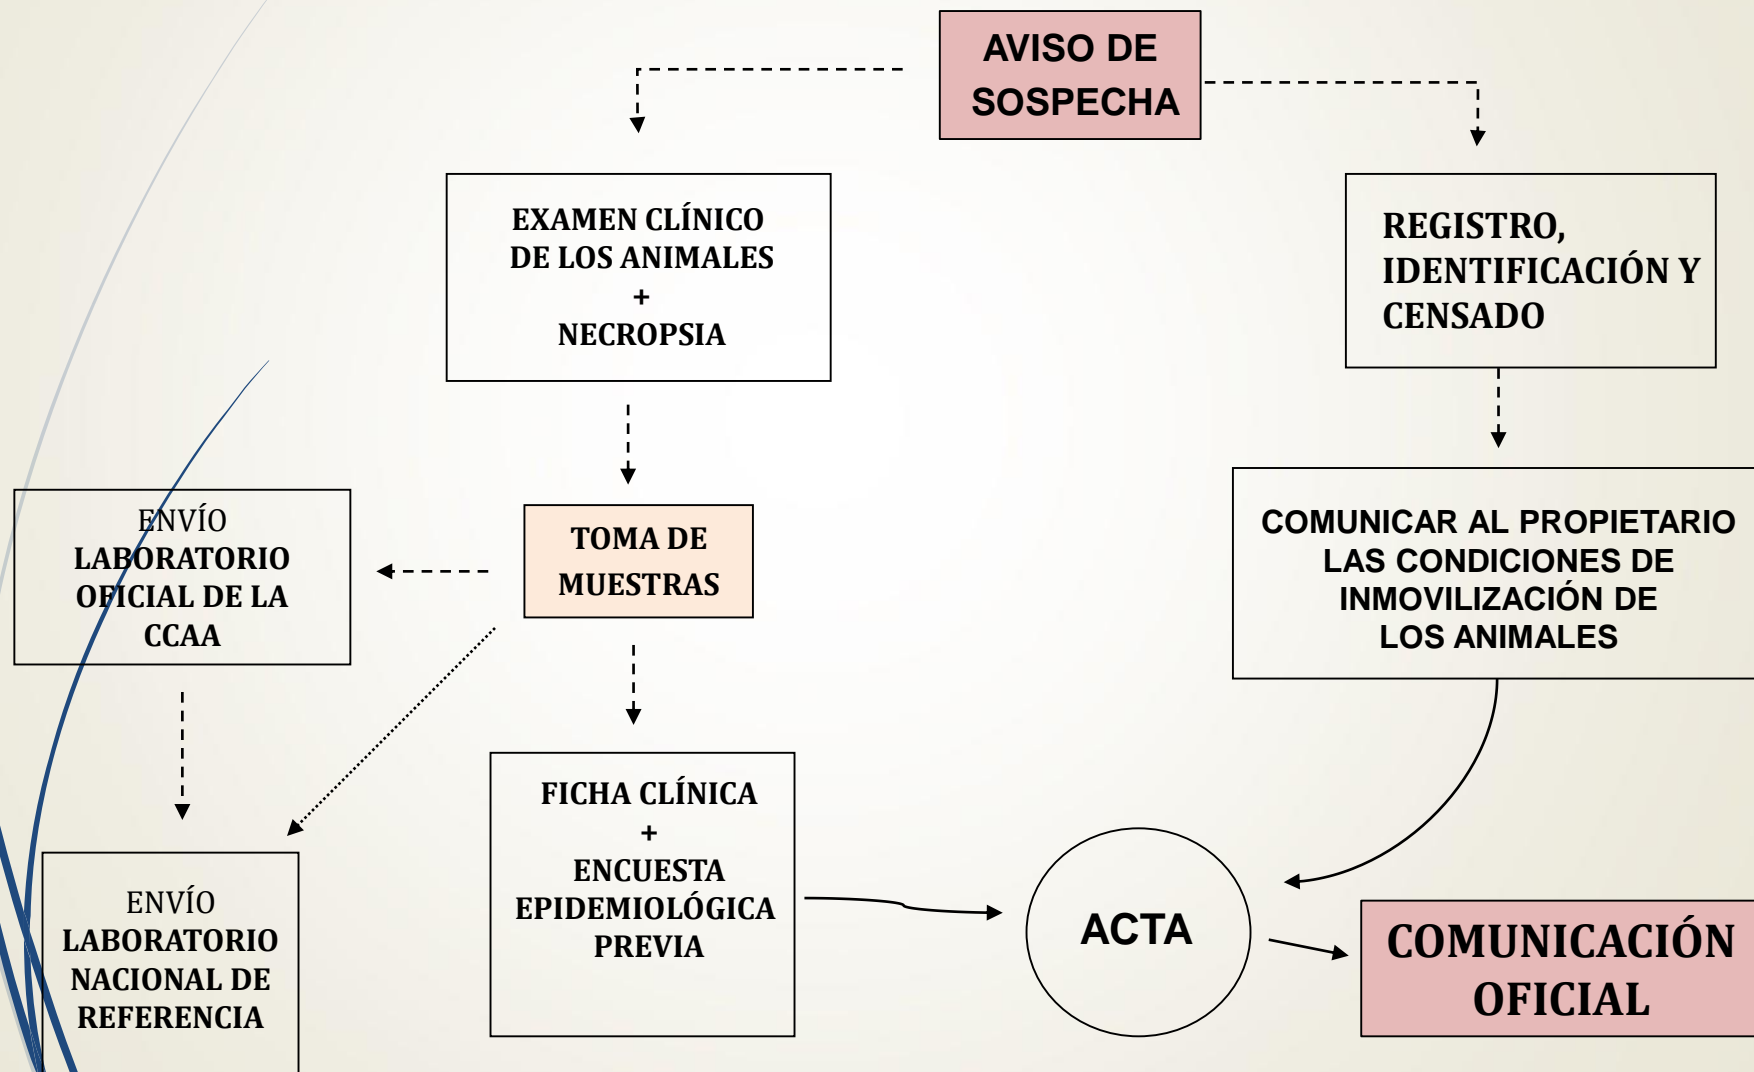 AVISO DE
SOSPECHA
EXAMEN CLÍNICO
DE LOS ANIMALES
+
NECROPSIA
REGISTRO,
IDENTIFICACIÓN Y
CENSADO
ENVÍO
LABORATORIO
OFICIAL DE LA
CCAA
TOMA DE
MUESTRAS
COMUNICAR AL PROPIETARIO
LAS CONDICIONES DE
INMOVILIZACIÓN DE
LOS ANIMALES
ENVÍO
LABORATORIO
NACIONAL DE
REFERENCIA
FICHA CLÍNICA
+
ENCUESTA
EPIDEMIOLÓGICA
PREVIA
ACTA
COMUNICACIÓN
OFICIAL